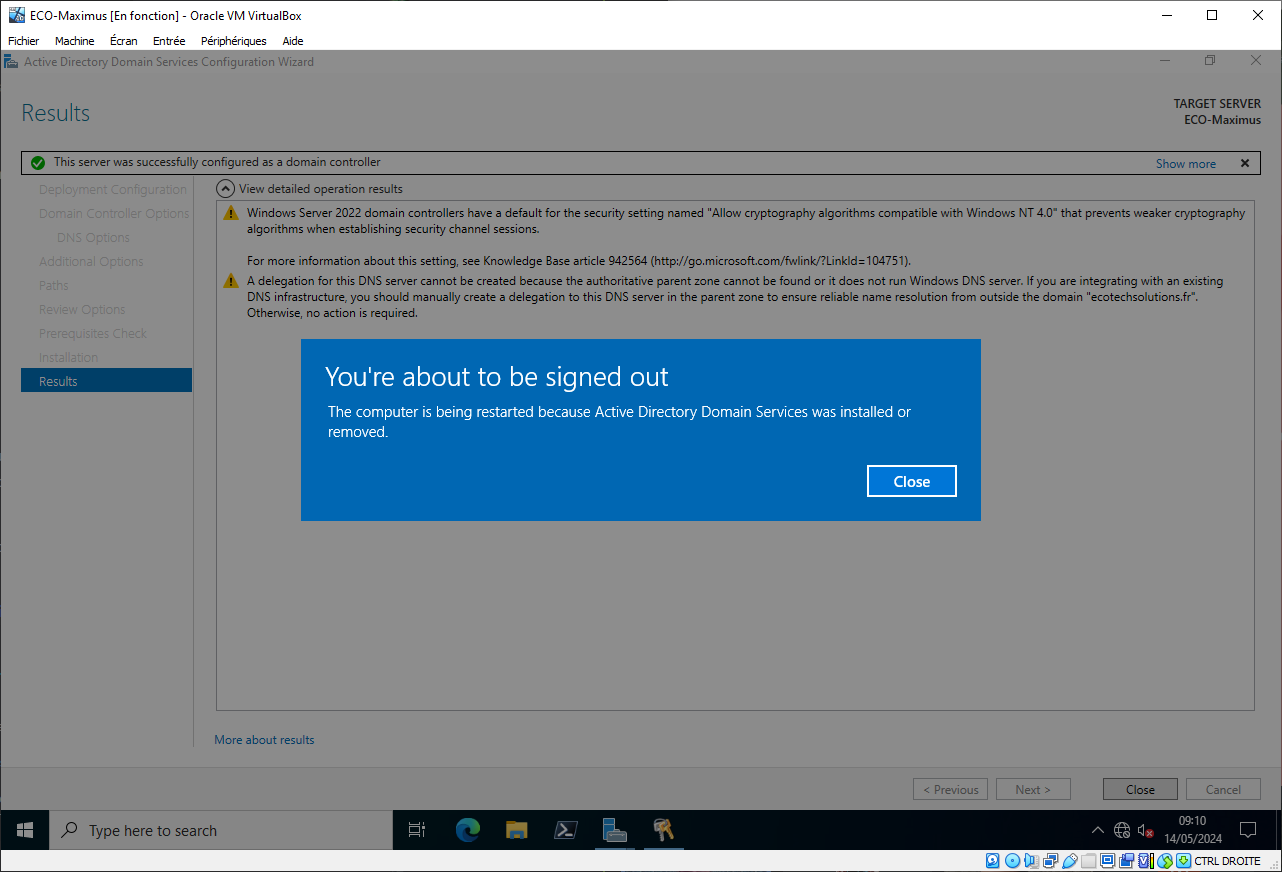 ECO-Maximus [En fonction] - Oracle VM VirtualBox
Fichier Machine Écran Entrée Périphériques Aide
Active Directory Domain Services Configuration Wizard
Results
TARGET SERVER
ECO-Maximus
This server was successfully configured as a domain controller
Show more
Deployment Configuration
Domain Controller Options
DNS Options
Additional Options
Paths
Review Options
Prerequisites Check
Installation
Results
View detailed operation results
Windows Server 2022 domain controllers have a default for the security setting named "Allow cryptography algorithms compatible with Windows NT 4.0" that prevents weaker cryptography
algorithms when establishing security channel sessions.
For more information about this setting, see Knowledge Base article 942564 (http://go.microsoft.com/fwlink/?LinkId=104751).
A delegation for this DNS server cannot be created because the authoritative parent zone cannot be found or it does not run Windows DNS server. If you are integrating with an existing
DNS infrastructure, you should manually create a delegation to this DNS server in the parent zone to ensure reliable name resolution from outside the domain "ecotechsolutions.fr".
Otherwise, no action is required.
You're about to be signed out
The computer is being restarted because Active Directory Domain Services was installed or
removed.
Close
More about results
< Previous Next > Close Cancel
Type here to search
09:10
14/05/2024
CTRL DROITE